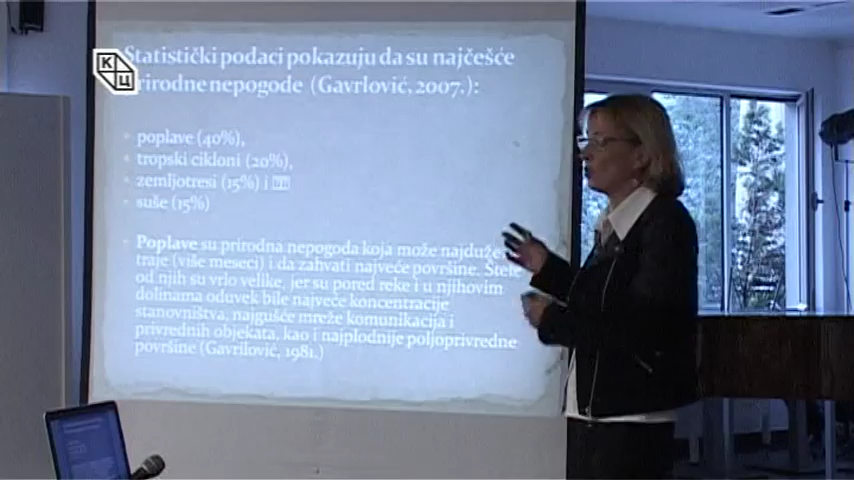 Statistički podaci pokazuju da su najčešće
prirodne nepogode (Gavrlović, 2007.):
poplave (40%),
tropski cikloni (20%),
zemljotresi (15%) i
suše (15%)
Poplave su prirodna nepogoda koja može najduže
traje (više meseci) i da zahvati najveće površine. Štete
od njih su vrlo velike, jer su pored reke i u njihovim
dolinama oduvek bile najveće koncentracije
stanovništva, najgušće mreže komunikacija i
privrednih objekata, kao i najplodnije poljoprivredne
površine (Gavrilović, 1981.)
К
Ц